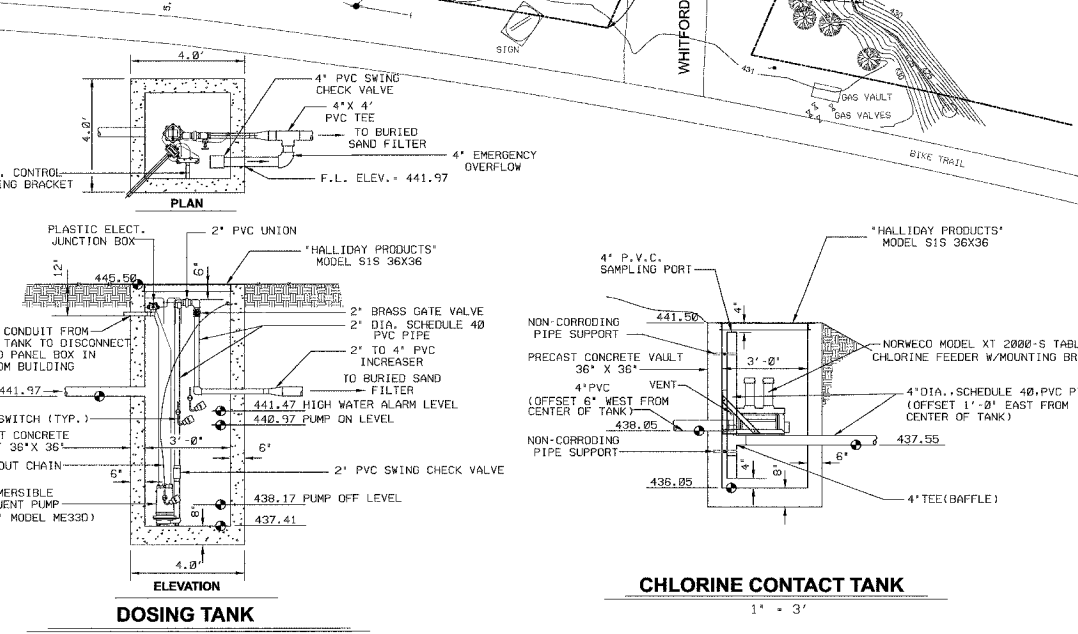 SIGN
WHITFORD
431
430
GAS VAULT
GAS VALVES
BIKE TRAIL
4.0'
4.0'
4" PVC SWING
CHECK VALVE
4"X 4'
PVC TEE
TO BURIED
SAND FILTER
4" EMERGENCY
OVERFLOW
F.L. ELEV.= 441.97
. CONTROL
ING BRACKET
PLAN
PLASTIC ELECT.
JUNCTION BOX
2" PVC UNION
"HALLIDAY PRODUCTS"
MODEL S1S 36X36
12"
6"
445.50
2" BRASS GATE VALVE
2" DIA. SCHEDULE 40
PVC PIPE
2" TO 4" PVC
INCREASER
TO BURIED SAND
FILTER
CONDUIT FROM
TANK TO DISCONNECT
D PANEL BOX IN
OM BUILDING
441.97
441.47 HIGH WATER ALARM LEVEL
440.97 PUMP ON LEVEL
SWITCH (TYP.)
T CONCRETE
T 36"X 36"
3'-0"
6"
OUT CHAIN
6"
2" PVC SWING CHECK VALVE
MERSIBLE
UENT PUMP
" MODEL ME33D)
438.17 PUMP OFF LEVEL
8"
437.41
4.0'
ELEVATION
DOSING TANK
"HALLIDAY PRODUCTS"
MODEL S1S 36X36
4" P.V.C.
SAMPLING PORT
441.50
4"
NON-CORRODING
PIPE SUPPORT
NORWECO MODEL XT 2000-S TABL
CHLORINE FEEDER W/MOUNTING BR
PRECAST CONCRETE VAULT
36" X 36"
3'-0"
4"PVC
VENT
(OFFSET 6" WEST FROM
CENTER OF TANK)
438.05
4"DIA..SCHEDULE 40,PVC P
(OFFSET 1'-0" EAST FROM
CENTER OF TANK)
437.55
NON-CORRODING
PIPE SUPPORT
6"
4"
8"
436.05
4"TEE(BAFFLE)
CHLORINE CONTACT TANK
1" = 3'